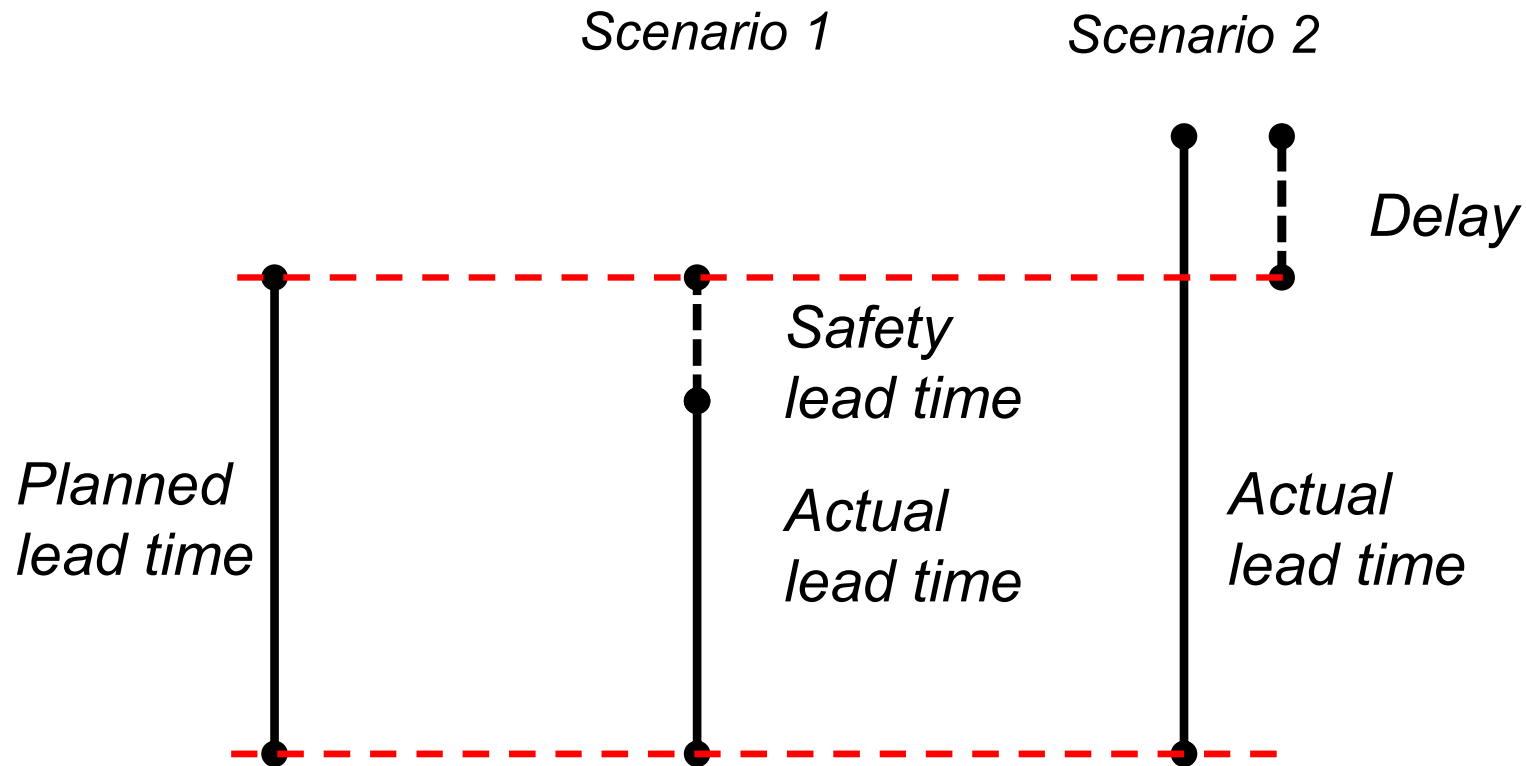 Scenario 1
Scenario 2
Delay
Safety
lead time
Planned
lead time
Actual
lead time
Actual
lead time